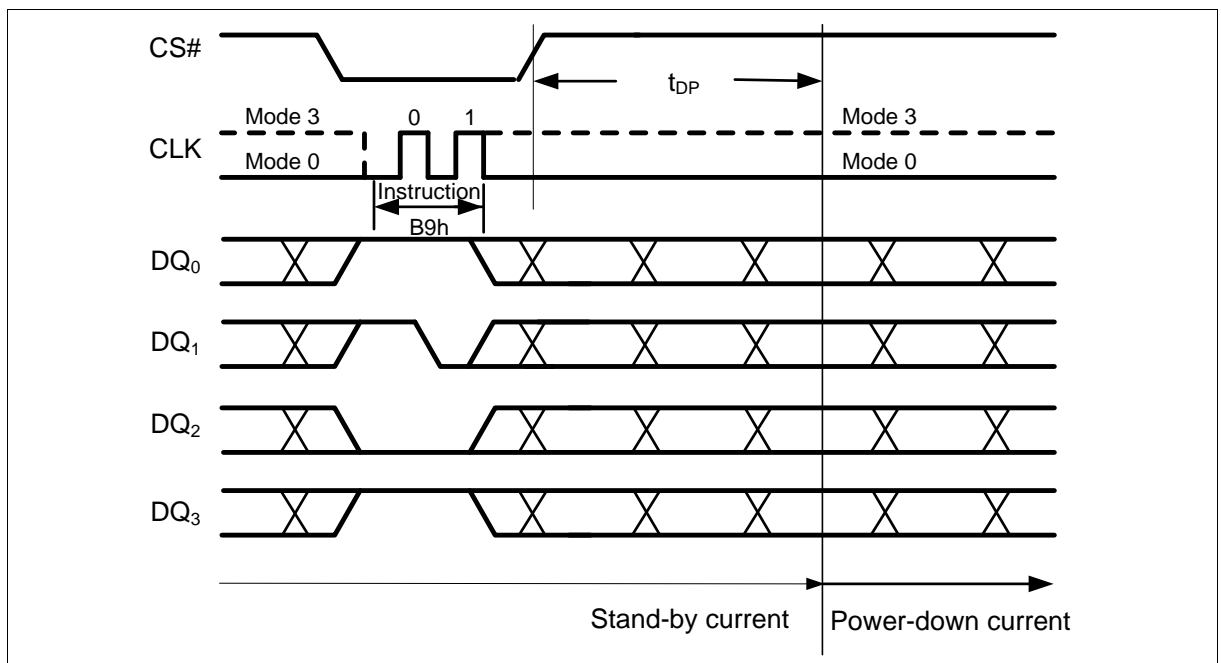 CS#
tDP
Mode 3 0 1 Mode 3
CLK
Mode 0 Mode 0
Instruction
B9h
DQ0
DQ1
DQ2
DQ3
Stand-by current Power-down current